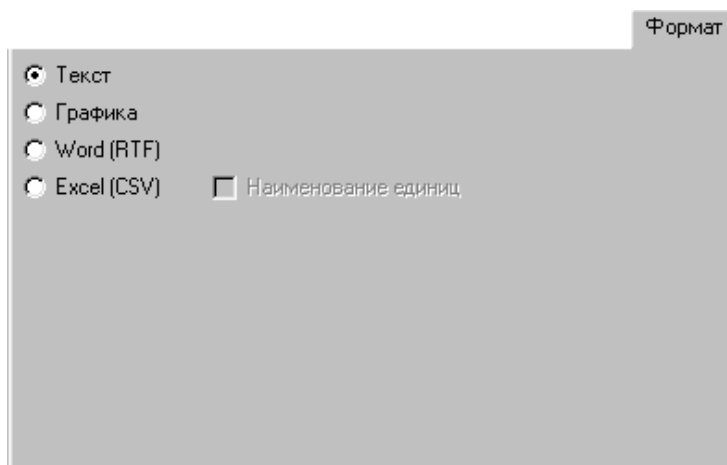 Формат
Текст
Графика
Word (RTF)
Excel (CSV) Наименование единиц